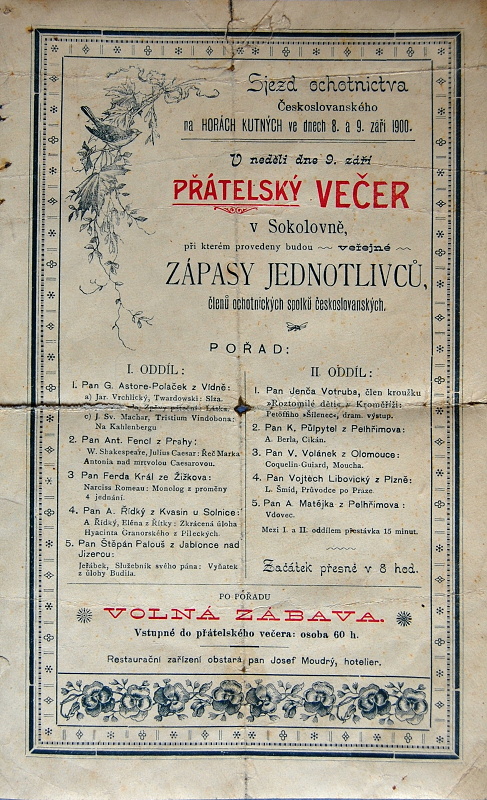 Sjezd ochotnictva
Československého
na HORÁCH KUTNÝCH ve dnech 8. a 9. září 1900.
V neděli dne 9. září
PŘÁTELSKÝ VEČER
v Sokolovně,
při kterém provedeny budou veřejné
ZÁPASY JEDNOTLIVCŮ,
členů ochotnických spolků československých.
POŘAD:
I. ODDÍL:
1. Pan G. Astore-Polaček z Vídně:
a) Jar. Vrchlický, Twardowski: Síza.
Láska.
c) J. Sv. Machar, Tristium Vindobona:
Na Kahlenbergu
2. Pan Ant. Fencl z Prahy:
W. Shakespeare, Julius Caesar: Řeč Marka
Antonia nad mrtvolou Caesarovou.
3 Pan Ferda Král ze Žižkova:
Narciss Romeau: Monolog z proměny
4 jednání.
4. Pan A. Řídký z Kvasin u Solnice:
A Řídký, Eléna z Řítky: Zkrácená úloha
Hyacinta Granorského z Pileckých.
5. Pan Štěpán Palouš z Jablonce nad
Jizerou:
Ježábek, Služebník svého pána: Výňatek
z úlohy Budila.
II ODDÍL:
1. Pan Jenča Votruba, člen kroužku
»Roztomilé dítě« z Kroměříži:
Petöfiho »Šílenec«, dram. výstup.
2. Pan K, Půlpytel z Pelhřimova:
A. Berla, Cikán.
3. Pan V. Volánek z Olomouce:
Coquelin-Guiard, Moucha.
4. Pan Vojtěch Libovický z Plzně:
L. Šmid, Průvodce po Praze
5. Pan A. Matějka z Pelhřimova:
Vdovec.
Mezi I. a II. oddílem přestávka 15 minut.
Začátek přesně v 8 hod.
PO POŘADU
VOLNÁ ZÁBAVA.
Vstupné do přátelského večera: osoba 60 h.
Restaurační zařízení obstará pan Josef Moudrý, hotelier.